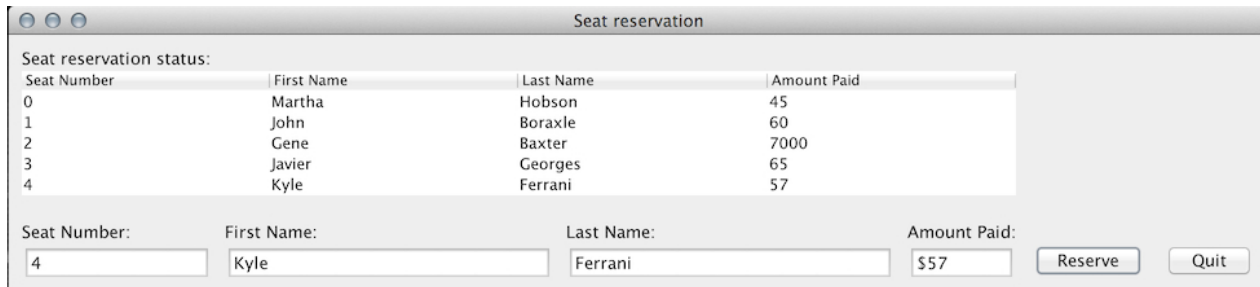 Seat reservation
Seat reservation status:
Seat Number First Name Last Name Amount Paid
0 Martha Hobson 45
1 John Boraxle 60
2 Gene Baxter 7000
3 Javier Georges 65
4 Kyle Ferrani 57
Seat Number: First Name: Last Name: Amount Paid:
4 Kyle Ferrani $57 Reserve Quit